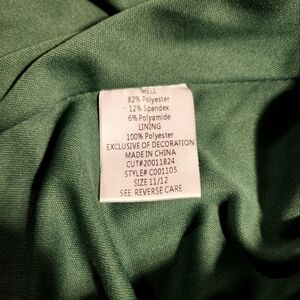 SHELL
82% Polyester
12% Spandex
6% Polyamide
LINING
100% Polyester
EXCLUSIVE OF DECORATION
MADE IN CHINA
CUT#20011824
STYLE# C001105
SIZE 11/12
SEE REVERSE CARE